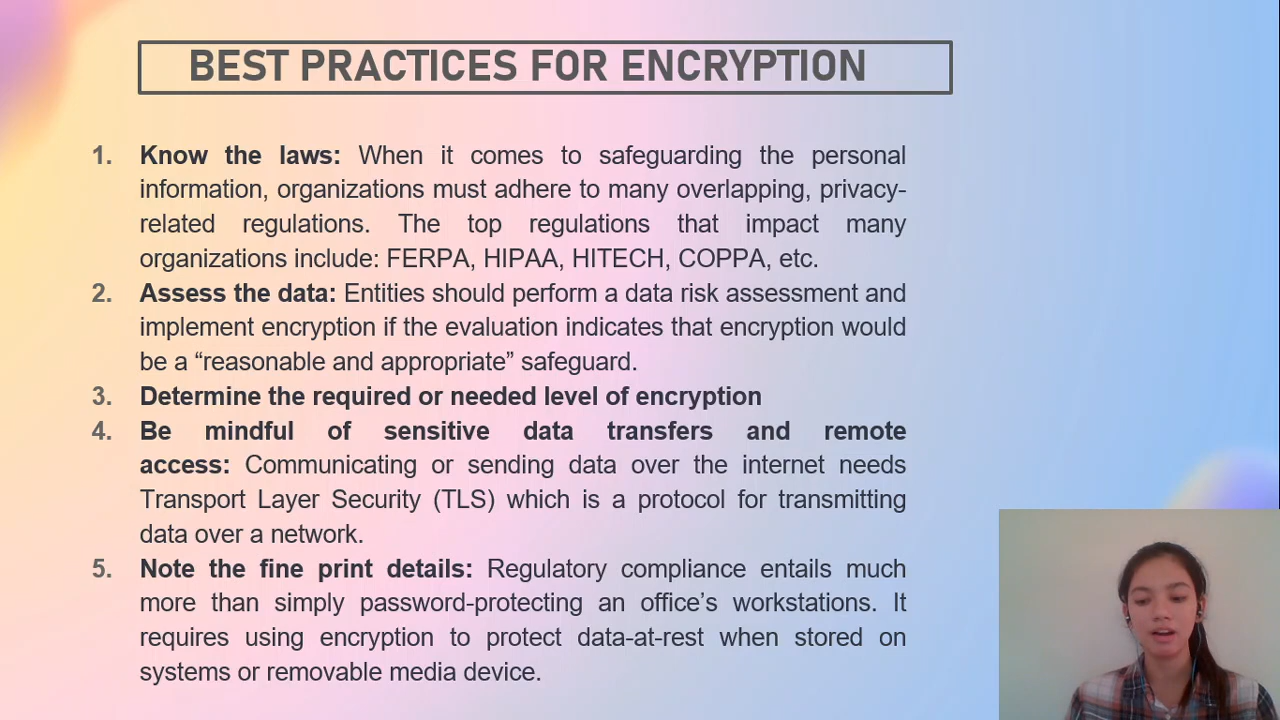 BEST PRACTICES FOR ENCRYPTION
1. Know the laws: When it comes to safeguarding the personal
information, organizations must adhere to many overlapping, privacy-
related regulations. The top regulations that impact many
organizations include: FERPA, HIPAA, HITECH, COPPA, etc.
2. Assess the data: Entities should perform a data risk assessment and
implement encryption if the evaluation indicates that encryption would
be a “reasonable and appropriate” safeguard.
3. Determine the required or needed level of encryption
4. Be mindful of sensitive data transfers and remote
access: Communicating or sending data over the internet needs
Transport Layer Security (TLS) which is a protocol for transmitting
data over a network.
5. Note the fine print details: Regulatory compliance entails much
more than simply password-protecting an office’s workstations. It
requires using encryption to protect data-at-rest when stored on
systems or removable media device.